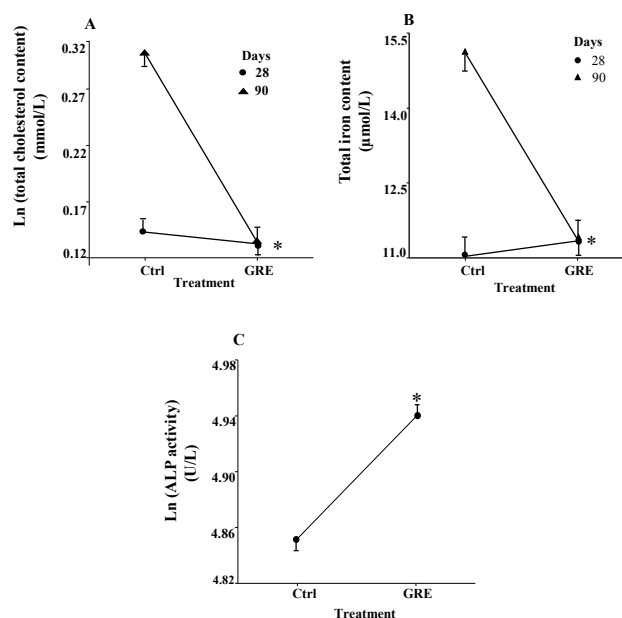 A
Ln (total cholesterol content)
(mmol/L)
0.32
0.27
0.22
0.17
0.12
Days
28
90
*
Ctrl
GRE
Treatment
B
Total iron content
(µmol/L)
15.5
14.0
12.5
11.0
Days
28
90
*
Ctrl
GRE
Treatment
C
Ln (ALP activity)
(U/L)
4.98
4.94
4.90
4.86
4.82
*
Ctrl
GRE
Treatment